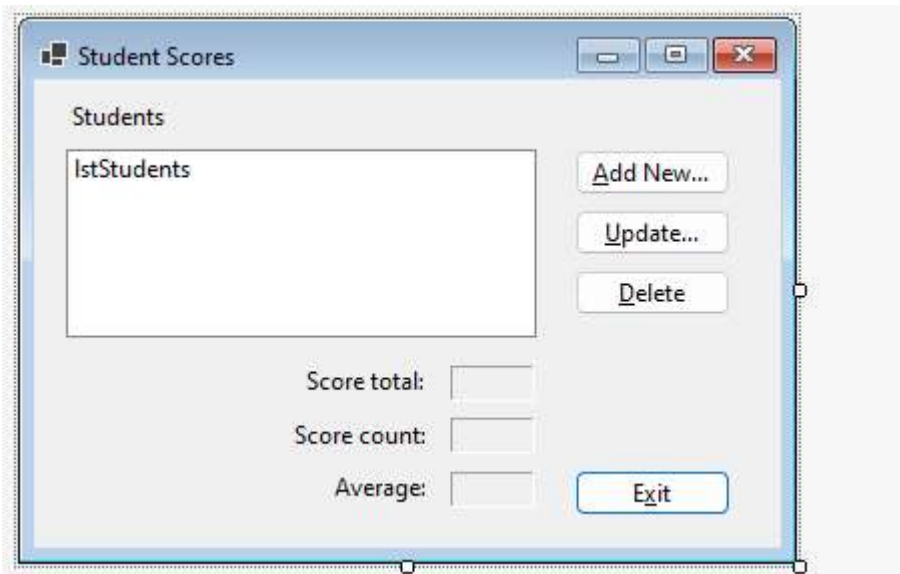 Student Scores
Students
lstStudents
Add New...
Update...
Delete
Score total:
Score count:
Average:
Exit